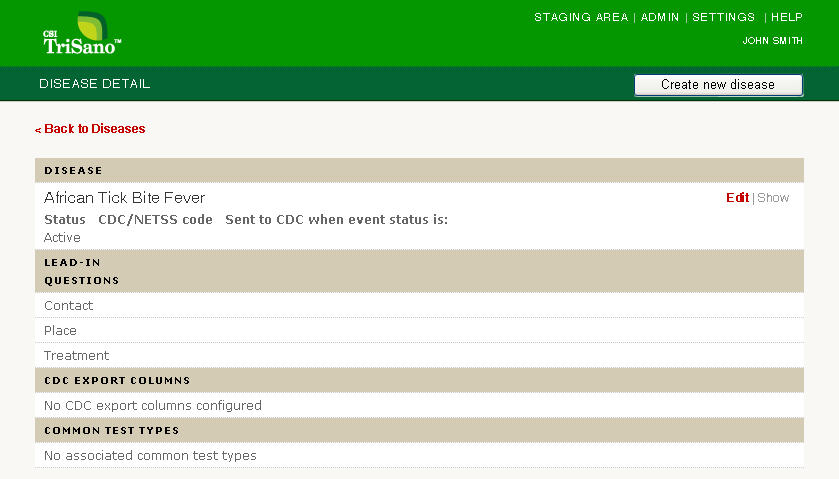 STAGING AREA | ADMIN | SETTINGS | HELP
CSI
TriSano™
JOHN SMITH
DISEASE DETAIL
Create new disease
< Back to Diseases
DISEASE
African Tick Bite Fever
Edit | Show
Status CDC/NETSS code Sent to CDC when event status is:
Active
LEAD-IN
QUESTIONS
Contact
Place
Treatment
CDC EXPORT COLUMNS
No CDC export columns configured
COMMON TEST TYPES
No associated common test types